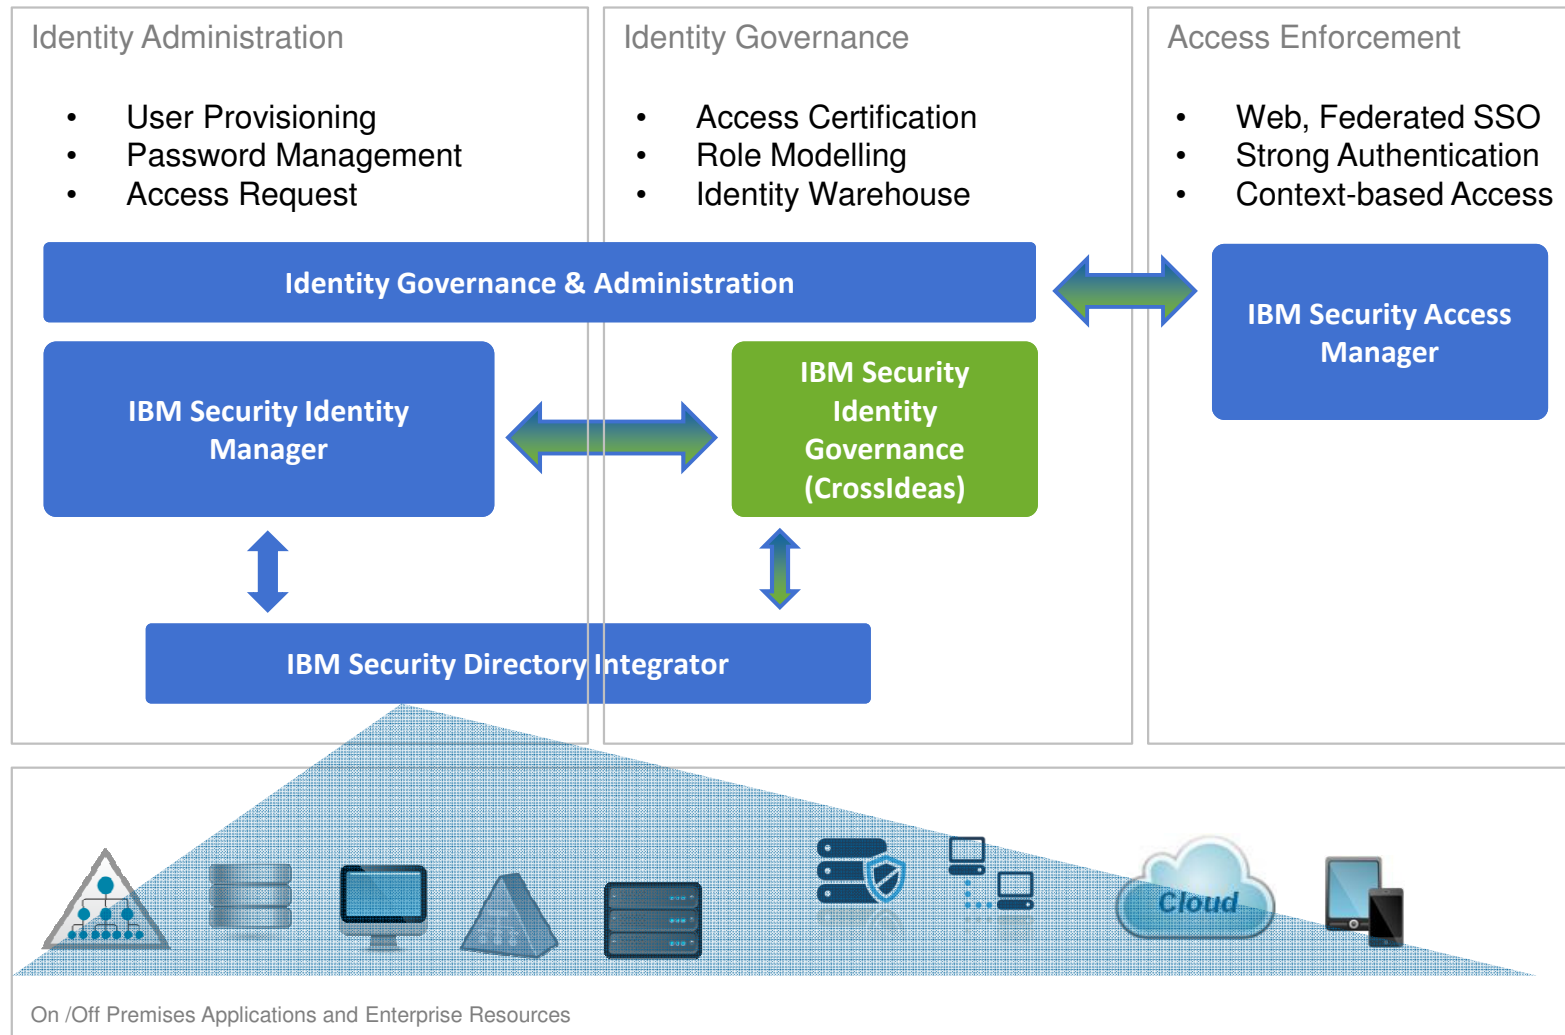 Identity Administration
• User Provisioning
• Password Management
• Access Request
Identity Governance
• Access Certification
• Role Modelling
• Identity Warehouse
Access Enforcement
• Web, Federated SSO
• Strong Authentication
• Context-based Access
Identity Governance & Administration
IBM Security Access
Manager
IBM Security Identity
Manager
IBM Security
Identity
Governance
(CrossIdeas)
IBM Security Directory Integrator
Cloud
On /Off Premises Applications and Enterprise Resources